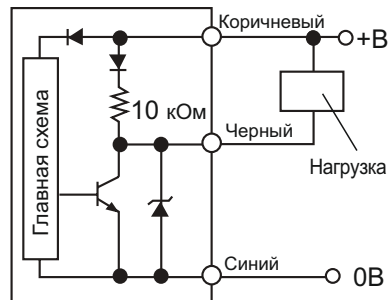 Коричневый
+В
10 кОм
Черный
Нагрузка
Главная схема
Синий
0В